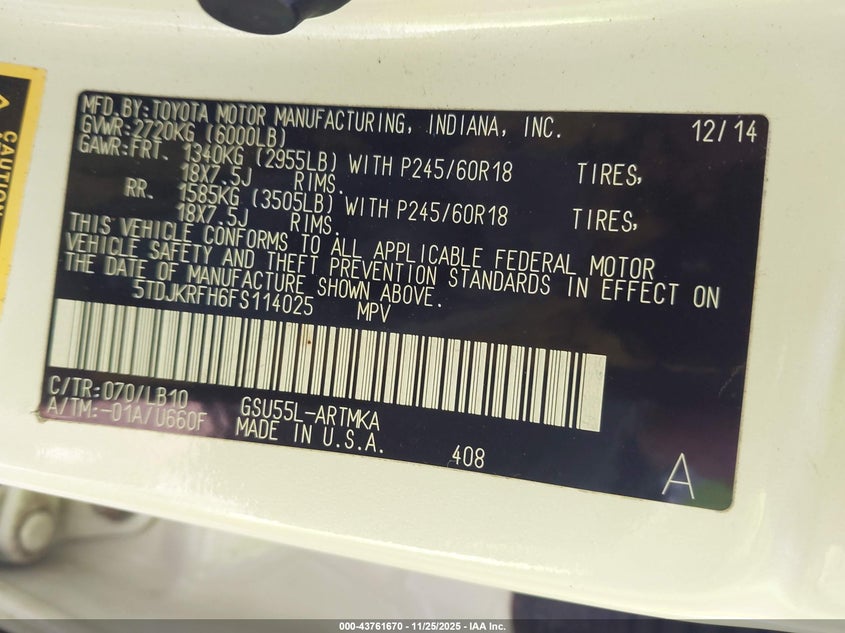 MFD.BY:TOYOTA MOTOR MANUFACTURING, INDIANA, INC. 12/14
GVWR:2720KG (6000LB)
GAWR:FRT. 1340KG (2955LB) WITH P245/60R18 TIRES,
18X7.5J RIMS.
RR. 1585KG (3505LB) WITH P245/60R18 TIRES,
18X7.5J RIMS.
THIS VEHICLE CONFORMS TO ALL APPLICABLE FEDERAL MOTOR
VEHICLE SAFETY AND THEFT PREVENTION STANDARDS IN EFFECT ON
THE DATE OF MANUFACTURE SHOWN ABOVE.
5TDJKRFH6FS114025 MPV
C/TR:070/LB10 GSU55L-ARTMKA
A/TM:-01A/U660F MADE IN U.S.A. 408 A
CAUTION
000-43761670 - 11/25/2025 - IAA Inc.